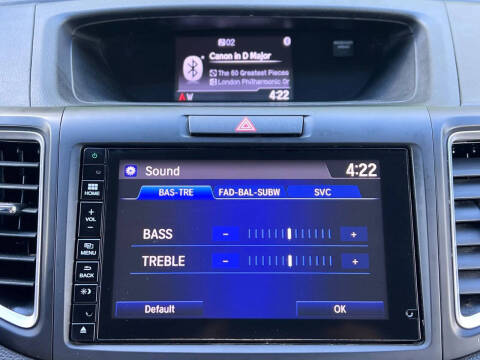 02
Canon in D Major
The 60 Greatest Pieces
London Philharmonic Or
W 4:22
Sound 4:22
BAS-TRE FAD-BAL-SUBW SVC
HOME
+
VOL
−
BASS − +
MENU
TREBLE − +
BACK
Default OK